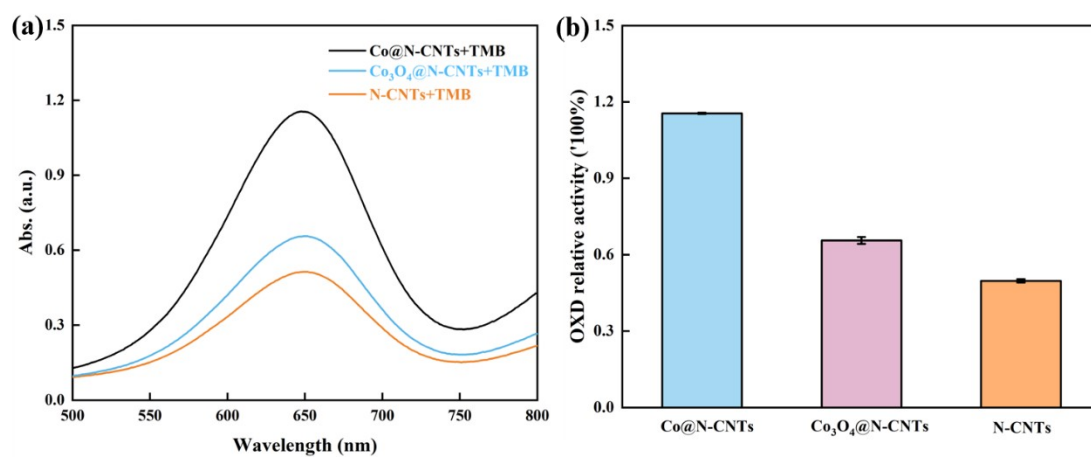 (a)
1.5
1.2
0.9
0.6
0.3
0.0
Abs. (a.u.)
Co@N-CNTs+TMB
Co₃O₄@N-CNTs+TMB
N-CNTs+TMB
500 550 600 650 700 750 800
Wavelength (nm)
(b)
1.5
1.2
0.9
0.6
0.3
0.0
OXD relative activity ('100%)
Co@N-CNTs Co₃O₄@N-CNTs N-CNTs